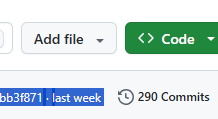 Add file
<> Code
bb3f871 · last week
290 Commits